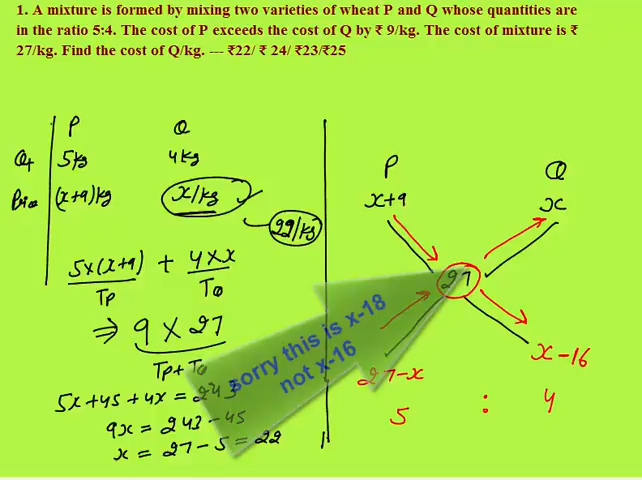 1. A mixture is formed by mixing two varieties of wheat P and Q whose quantities are
in the ratio 5:4. The cost of P exceeds the cost of Q by ₹ 9/kg. The cost of mixture is ₹
27/kg. Find the cost of Q/kg. --- ₹22/ ₹ 24/ ₹23/₹25
P Q
Qt 5kg 4kg
Price (x+9)kg x/kg
22/kg
5×(x+9) + 4×x
TP TQ
⇒ 9 × 27
TP+TQ
5x+45+4x = 243
9x = 243-45
x = 27-5 = 22
P Q
x+9 x
27
sorry this is x-18
not x-16
27-x x-16
5 : 4